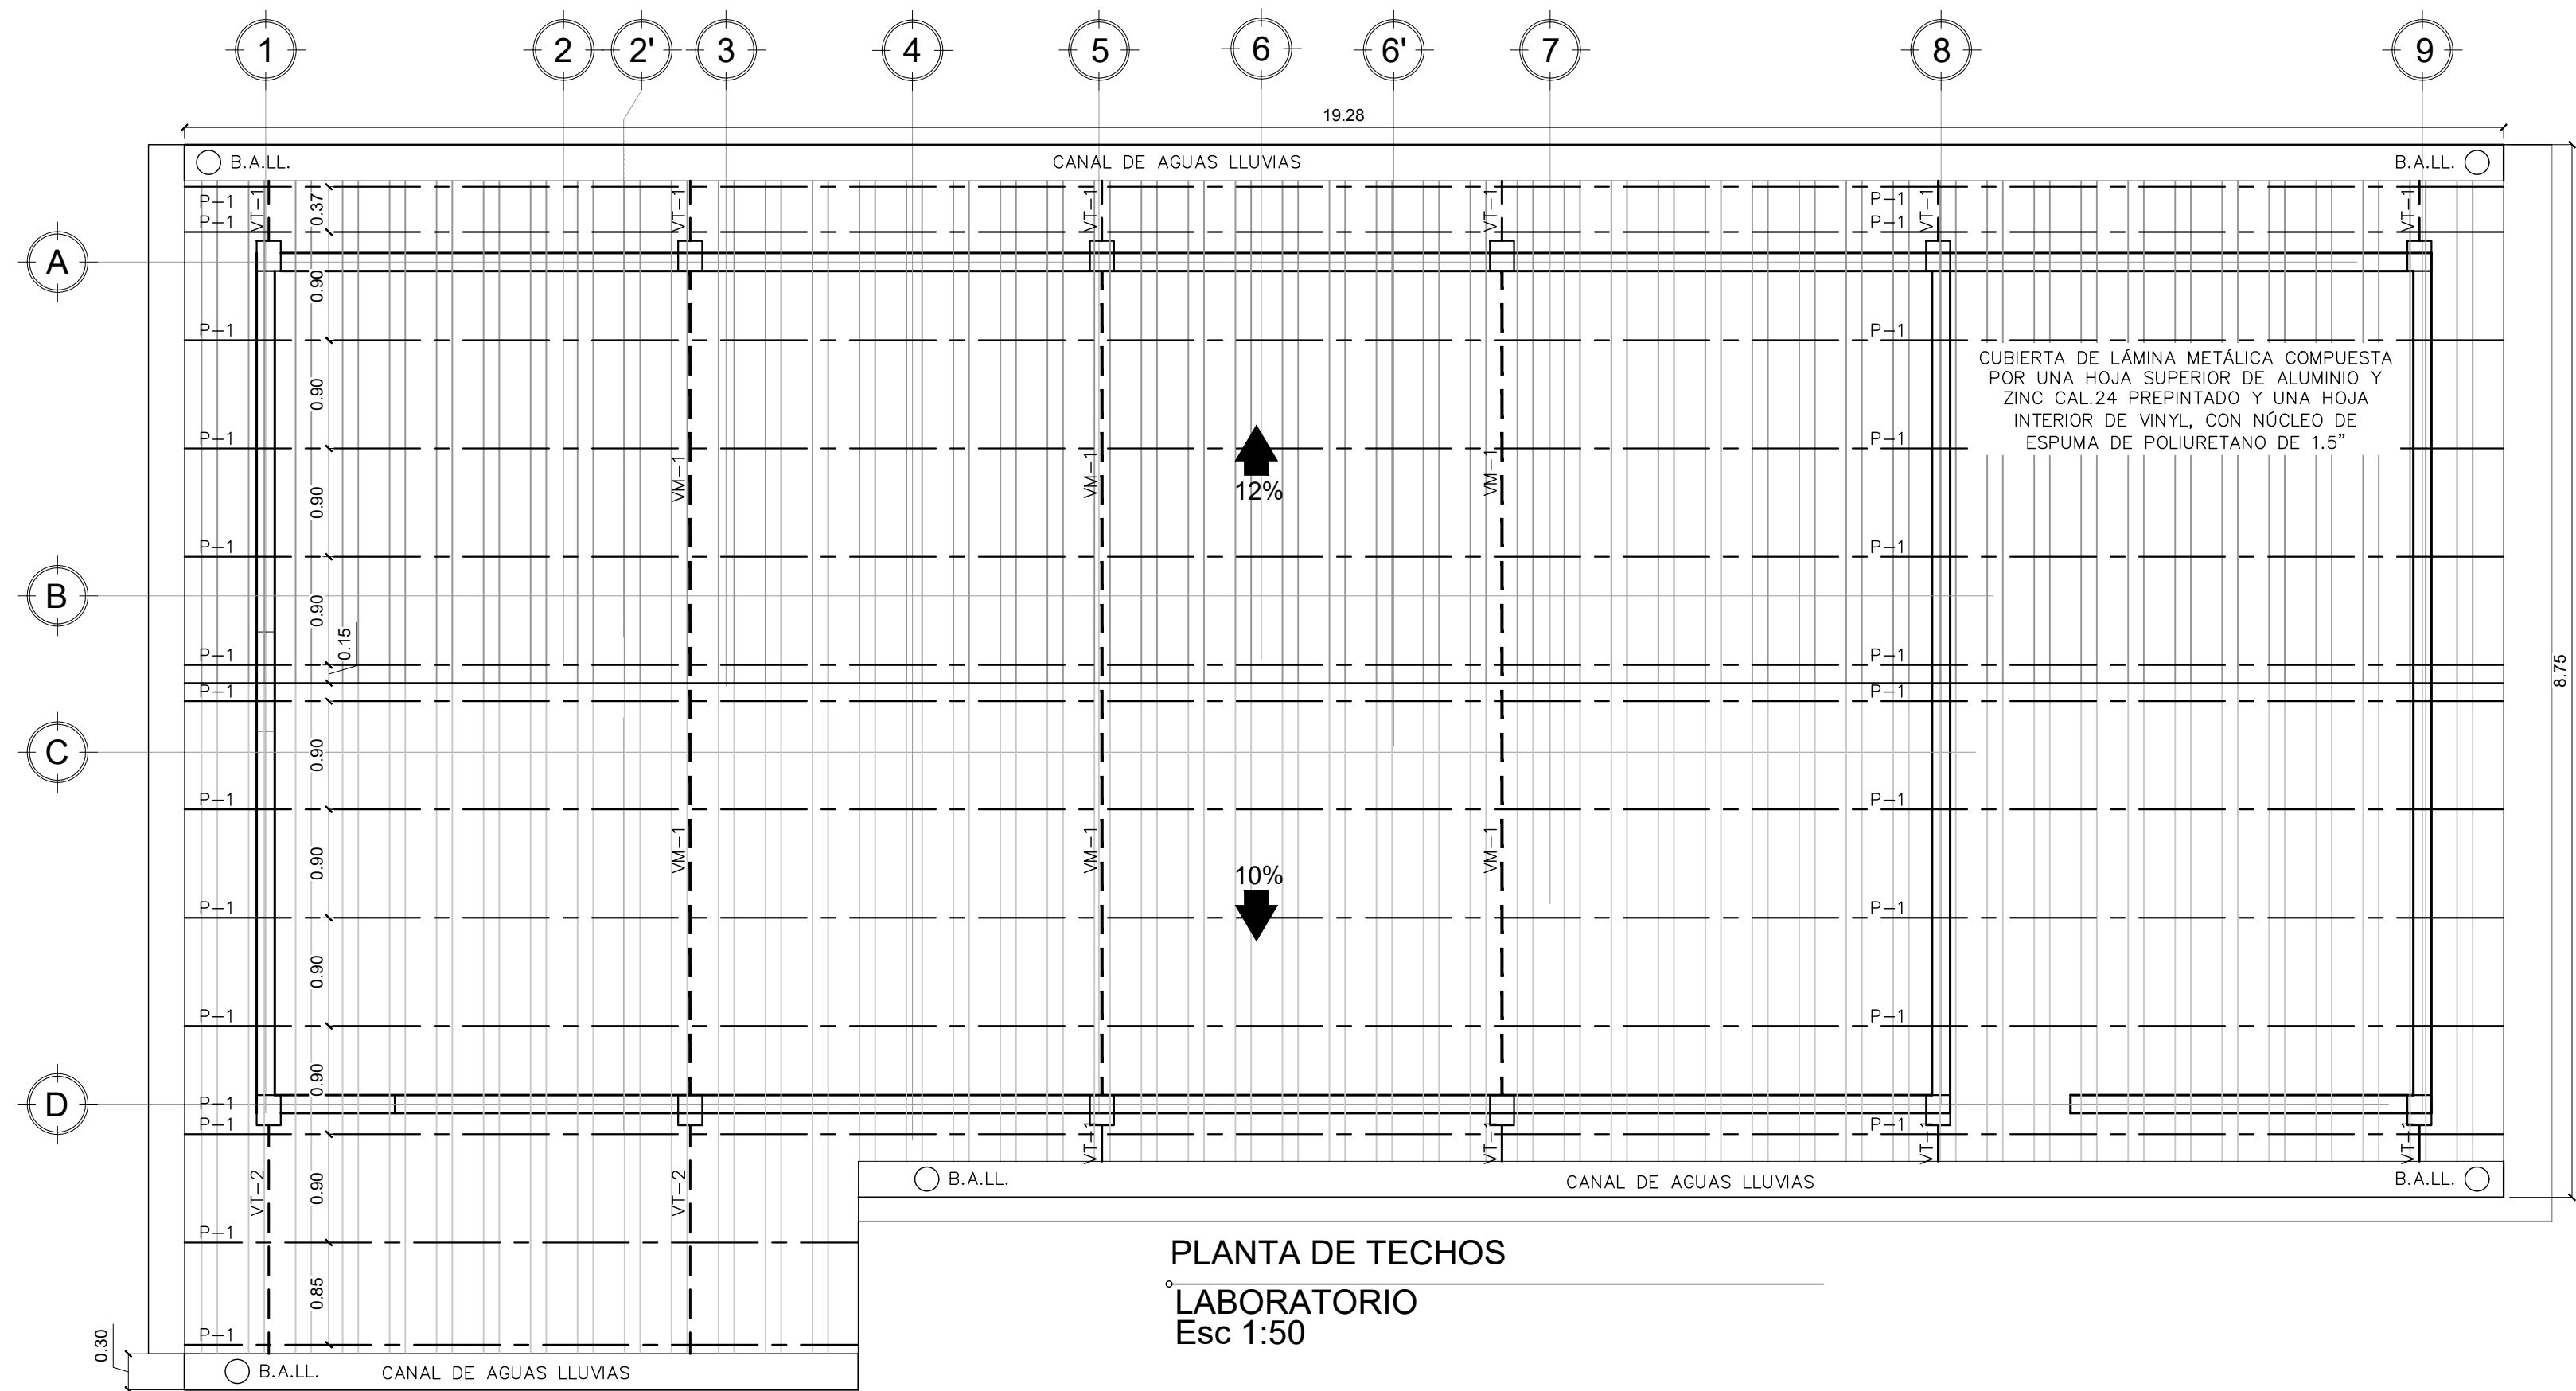 1 2 2' 3 4 5 6 6' 7 8 9
19.28
B.A.LL. CANAL DE AGUAS LLUVIAS B.A.LL.
P-1 VT-1 0.37 VT-1 VT-1 VT-1 P-1 VT-1 VT-1
P-1 P-1
A
0.90
P-1 P-1
CUBIERTA DE LÁMINA METÁLICA COMPUESTA
POR UNA HOJA SUPERIOR DE ALUMINIO Y
ZINC CAL.24 PREPINTADO Y UNA HOJA
INTERIOR DE VINYL, CON NÚCLEO DE
ESPUMA DE POLIURETANO DE 1.5”
0.90
P-1 P-1
VM-1 VM-1 VM-1
12%
0.90
P-1 P-1
B
0.90
0.15
P-1 P-1
8.75
P-1 P-1
C
0.90
P-1 P-1
0.90
VM-1 VM-1 VM-1
10%
P-1 P-1
0.90
P-1 P-1
0.90
D
P-1
P-1 P-1
VT-1 VT-1 VT-1 VT-1
VT-2 0.90 VT-2
B.A.LL. CANAL DE AGUAS LLUVIAS B.A.LL.
P-1
PLANTA DE TECHOS
0.85
LABORATORIO
Esc 1:50
P-1
0.30
B.A.LL. CANAL DE AGUAS LLUVIAS